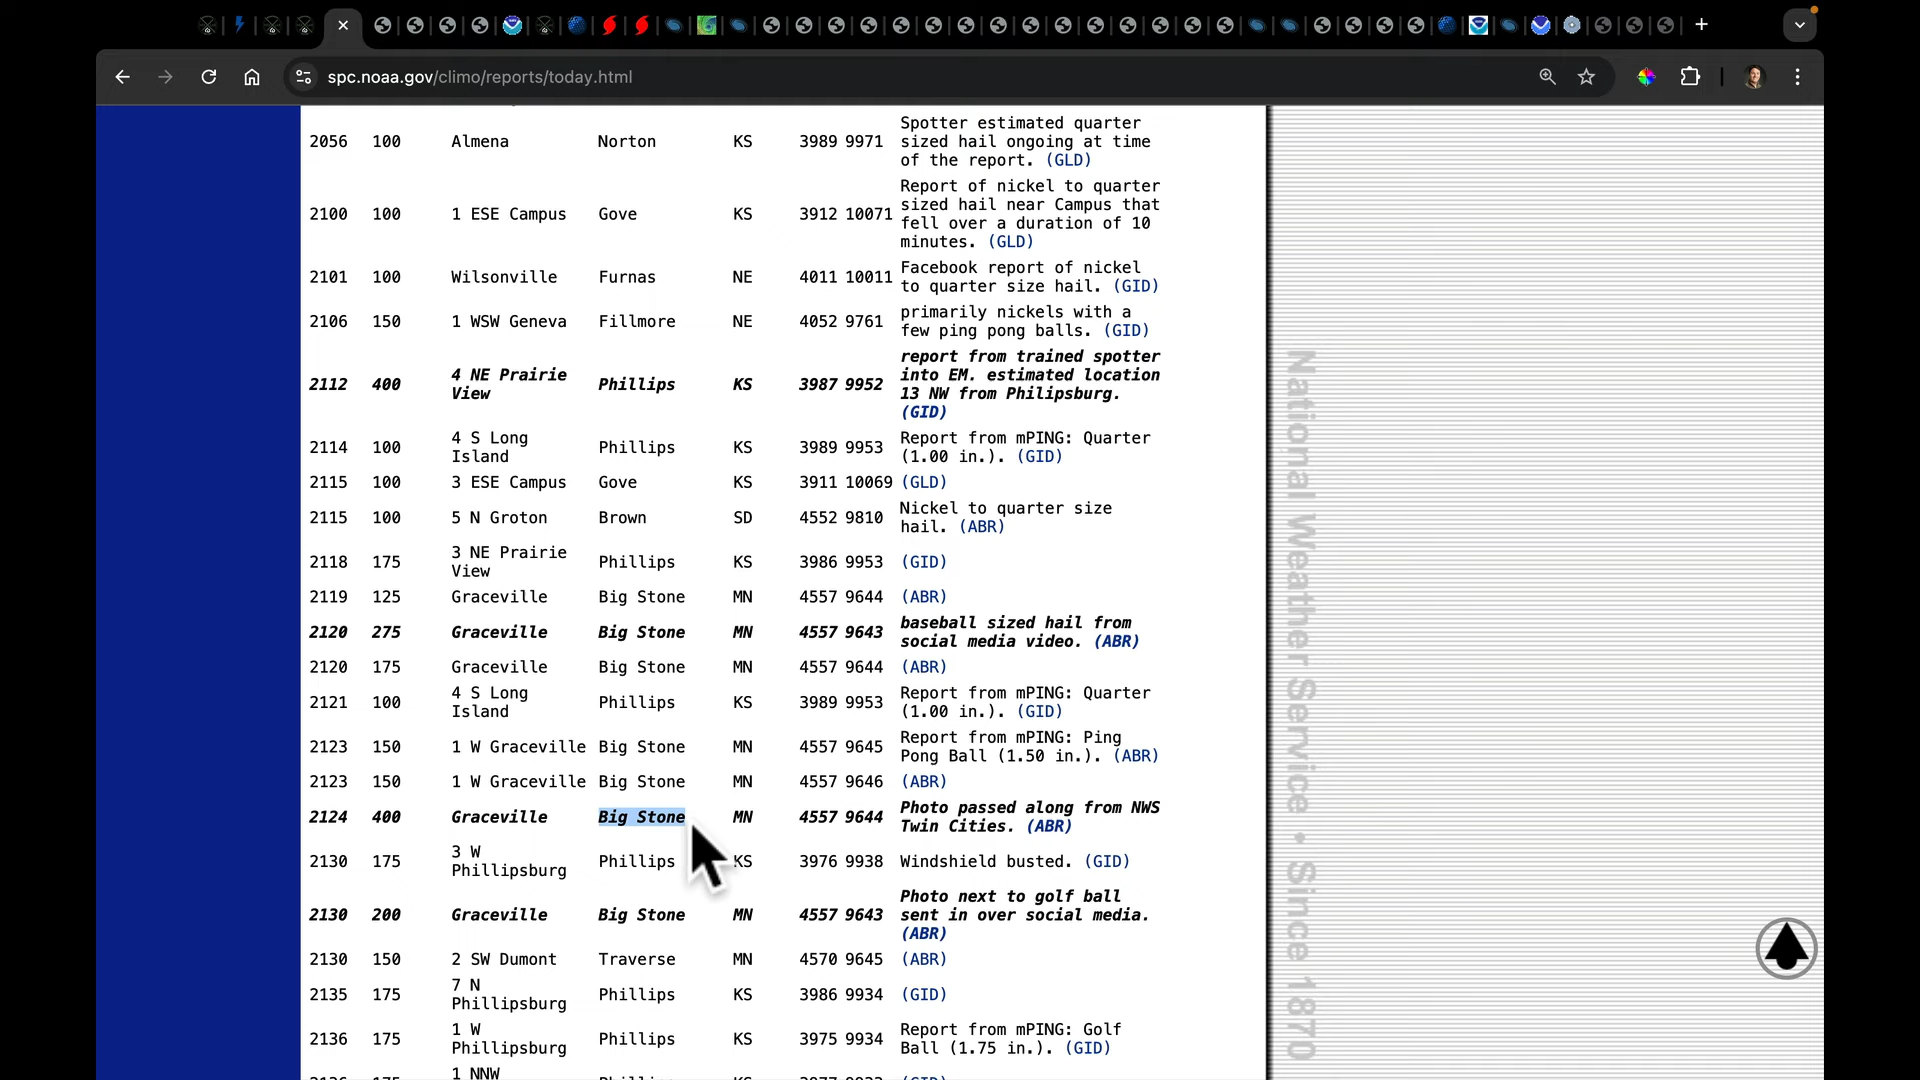 spc.noaa.gov/climo/reports/today.html
2056 100 Almena Norton KS 3989 9971 Spotter estimated quarter
sized hail ongoing at time
of the report. (GLD)
2100 100 1 ESE Campus Gove KS 3912 10071 Report of nickel to quarter
sized hail near Campus that
fell over a duration of 10
minutes. (GLD)
2101 100 Wilsonville Furnas NE 4011 10011 Facebook report of nickel
to quarter size hail. (GID)
2106 150 1 WSW Geneva Fillmore NE 4052 9761 primarily nickels with a
few ping pong balls. (GID)
2112 400 4 NE Prairie
View Phillips KS 3987 9952 report from trained spotter
into EM. estimated location
13 NW from Philipsburg.
(GID)
2114 100 4 S Long
Island Phillips KS 3989 9953 Report from mPING: Quarter
(1.00 in.). (GID)
2115 100 3 ESE Campus Gove KS 3911 10069 (GLD)
2115 100 5 N Groton Brown SD 4552 9810 Nickel to quarter size
hail. (ABR)
2118 175 3 NE Prairie
View Phillips KS 3986 9953 (GID)
2119 125 Graceville Big Stone MN 4557 9644 (ABR)
2120 275 Graceville Big Stone MN 4557 9643 baseball sized hail from
social media video. (ABR)
2120 175 Graceville Big Stone MN 4557 9644 (ABR)
2121 100 4 S Long
Island Phillips KS 3989 9953 Report from mPING: Quarter
(1.00 in.). (GID)
2123 150 1 W Graceville Big Stone MN 4557 9645 Report from mPING: Ping
Pong Ball (1.50 in.). (ABR)
2123 150 1 W Graceville Big Stone MN 4557 9646 (ABR)
2124 400 Graceville Big Stone MN 4557 9644 Photo passed along from NWS
Twin Cities. (ABR)
2130 175 3 W
Phillipsburg Phillips KS 3976 9938 Windshield busted. (GID)
2130 200 Graceville Big Stone MN 4557 9643 Photo next to golf ball
sent in over social media.
(ABR)
2130 150 2 SW Dumont Traverse MN 4570 9645 (ABR)
2135 175 7 N
Phillipsburg Phillips KS 3986 9934 (GID)
2136 175 1 W
Phillipsburg Phillips KS 3975 9934 Report from mPING: Golf
Ball (1.75 in.). (GID)
1 NNW
National Weather Service • Since 1870